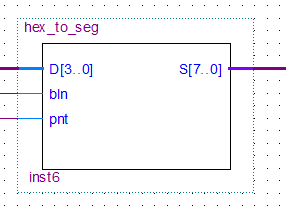 hex_to_seg
D[3..0] S[7..0]
bln
pnt
inst6